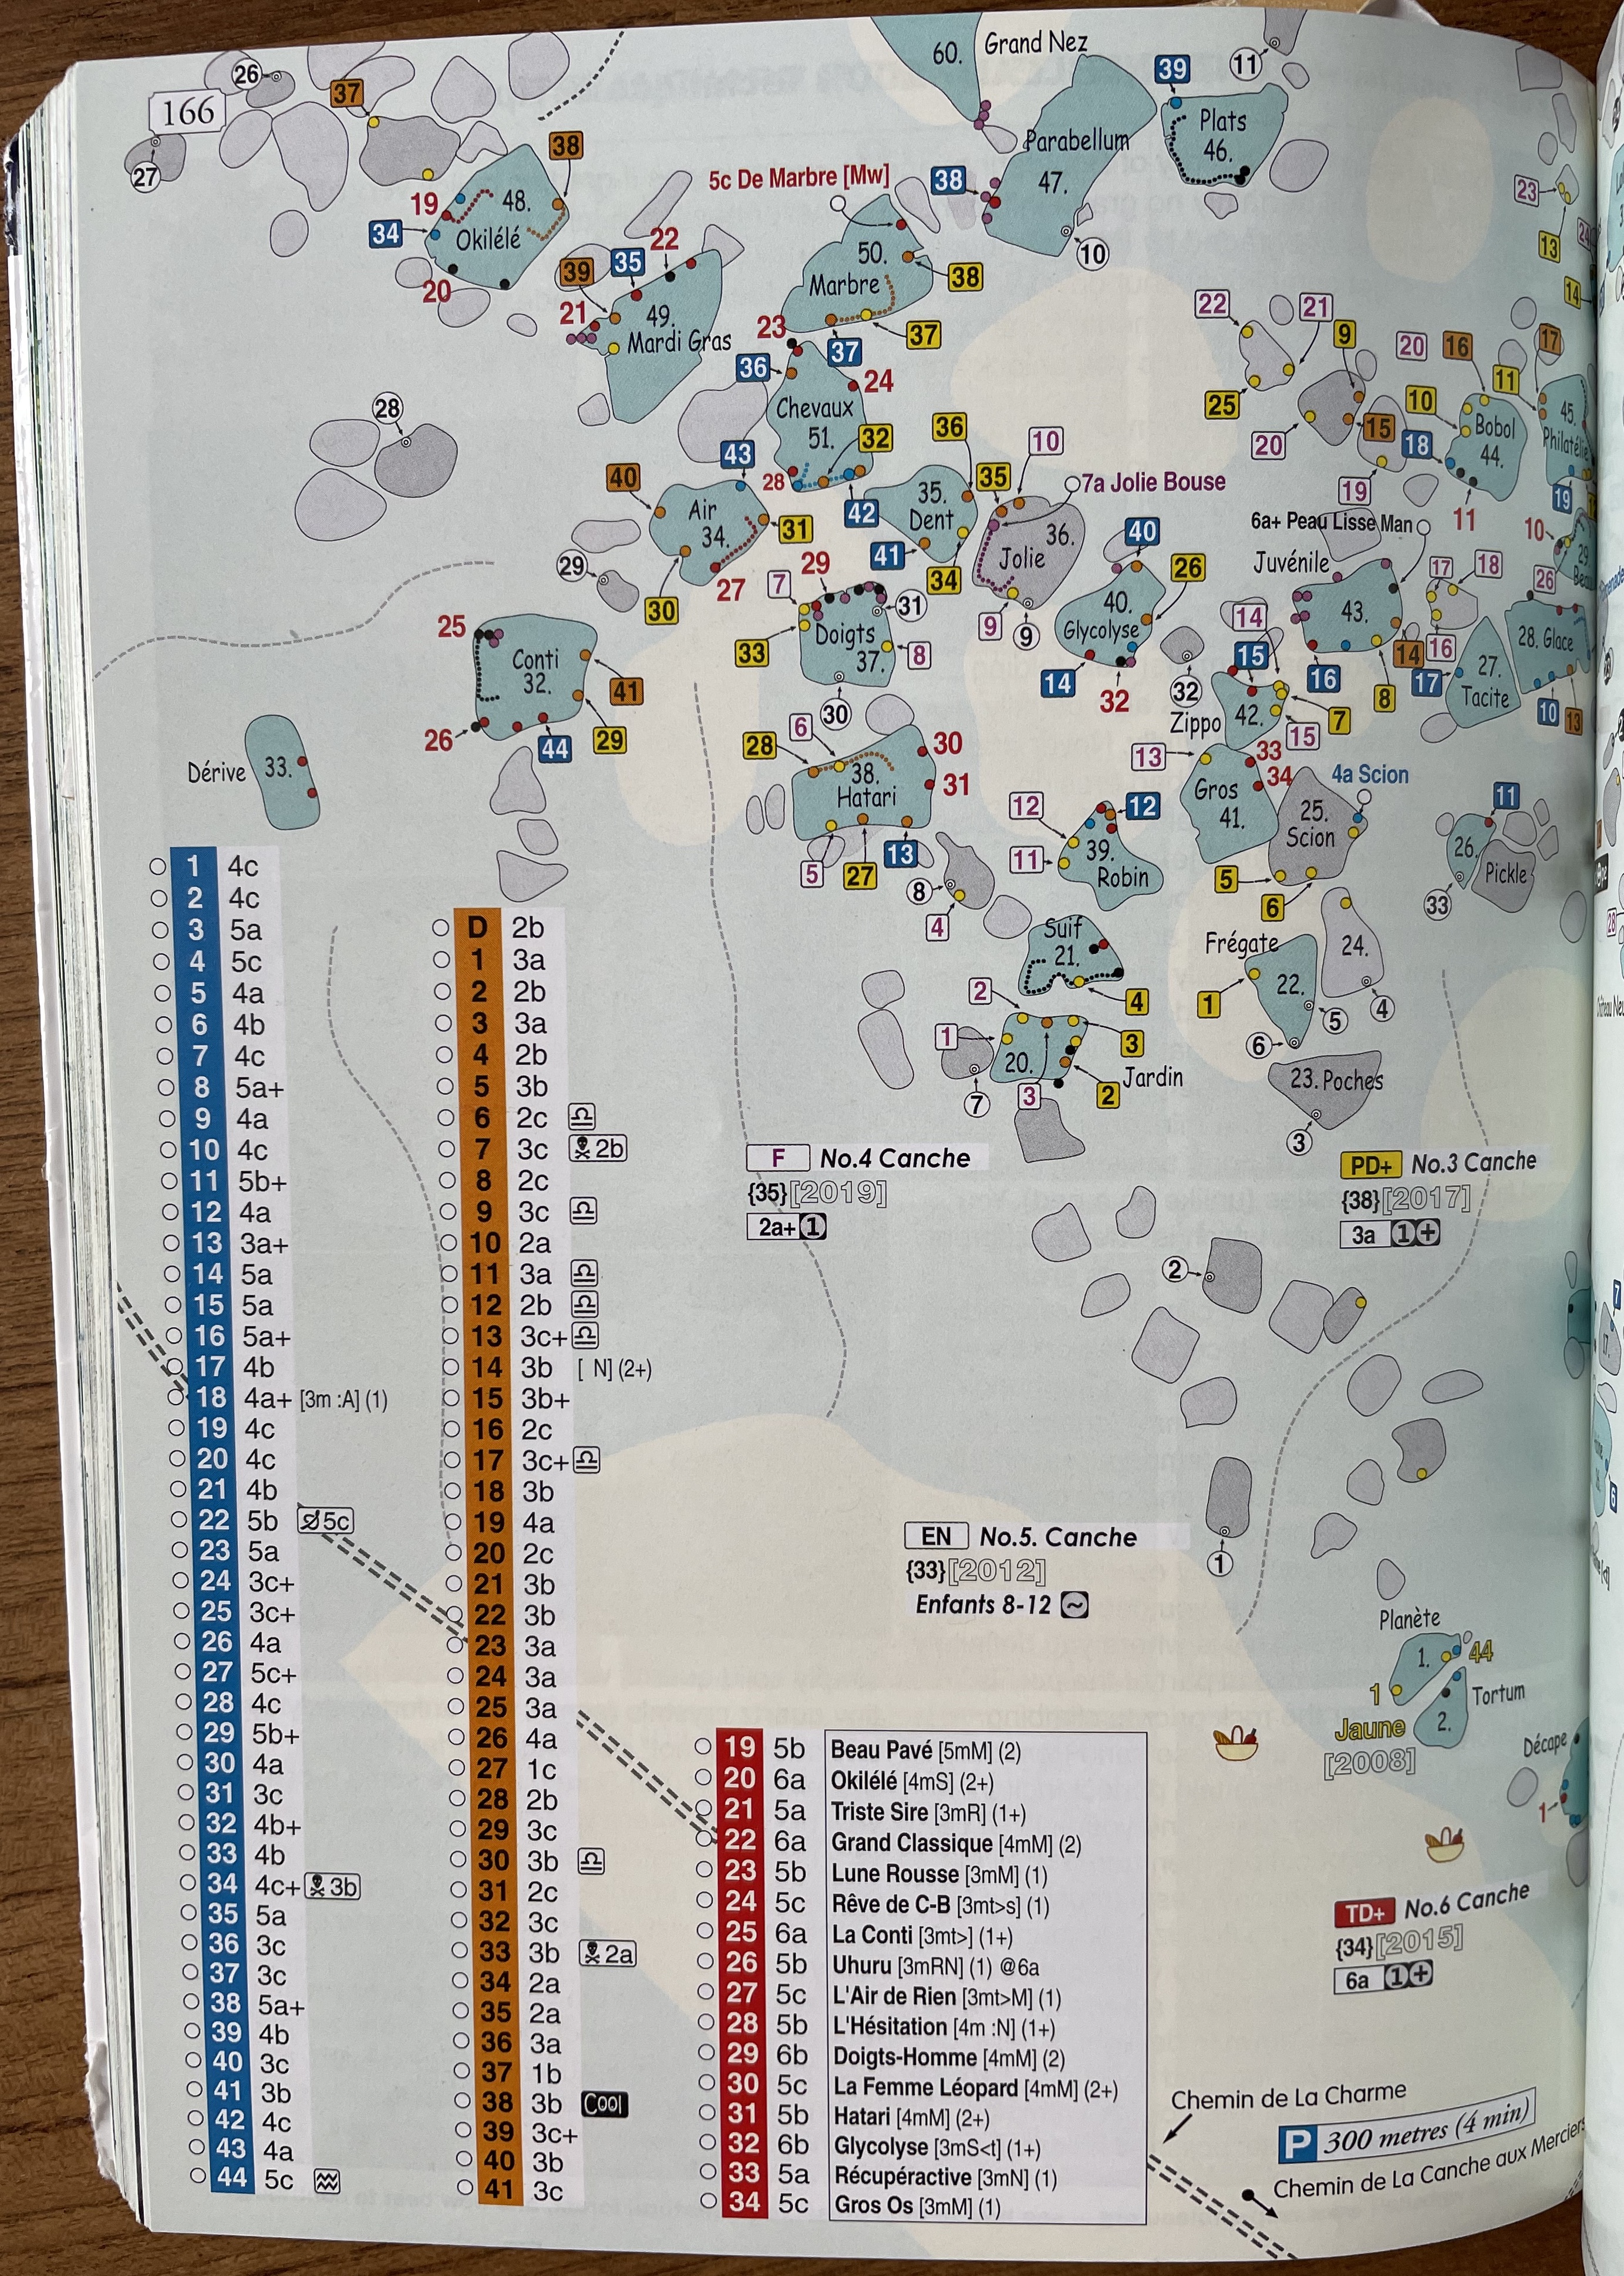 166
26
27
37
38
19
48.
Okilélé
34
20
60.
Grand Nez
Parabellum
47.
38
10
39
11
Plats
46.
5c De Marbre [Mw]
50.
Marbre
38
37
37
22
35
39
21
49.
Mardi Gras
23
36
24
Chevaux
51.
32
28
42
43
28
40
Air
34.
31
27
30
29
36
35.
Dent
41
34
35
10
7a Jolie Bouse
36.
Jolie
9
9
22
21
9
25
20
15
19
20
16
17
11
10
Bobol
44.
18
11
45.
23
13
14
19
6a+ Peau Lisse Man
Juvénile
43.
16
8
14
17
18
16
10
29
26
28. Glace
27.
Tacite
17
10
13
40
26
40.
Glycolyse
14
32
32
7
29
31
33
Doigts
37.
8
30
25
Conti
32.
41
26
44
29
Dérive
33.
6
28
38.
Hatari
30
31
5
27
13
8
4
14
15
42.
Zippo
7
15
13
33
34
Gros
41.
25.
Scion
4a Scion
5
6
12
12
11
39.
Robin
11
26.
Pickle
33
Suif
21.
4
2
1
20.
3
Jardin
2
3
7
Frégate
22.
1
5
6
24.
4
23. Poches
3
F No.4 Canche
{35}[2019]
2a+ 1
PD+ No.3 Canche
{38}[2017]
3a 1+
2
1
EN No.5. Canche
{33}[2012]
Enfants 8-12 ~
Planète
1.
44
1
Tortum
2.
Jaune
[2008]
Décape
1
TD+ No.6 Canche
{34}[2015]
6a 1+
1 4c
2 4c
3 5a
4 5c
5 4a
6 4b
7 4c
8 5a+
9 4a
10 4c
11 5b+
12 4a
13 3a+
14 5a
15 5a
16 5a+
17 4b
18 4a+ [3m :A] (1)
19 4c
20 4c
21 4b
22 5b 5c
23 5a
24 3c+
25 3c+
26 4a
27 5c+
28 4c
29 5b+
30 4a
31 3c
32 4b+
33 4b
34 4c+ 3b
35 5a
36 3c
37 3c
38 5a+
39 4b
40 3c
41 3b
42 4c
43 4a
44 5c
D 2b
1 3a
2 2b
3 3a
4 2b
5 3b
6 2c
7 3c 2b
8 2c
9 3c
10 2a
11 3a
12 2b
13 3c+
14 3b [ N] (2+)
15 3b+
16 2c
17 3c+
18 3b
19 4a
20 2c
21 3b
22 3b
23 3a
24 3a
25 3a
26 4a
27 1c
28 2b
29 3c
30 3b
31 2c
32 3c
33 3b 2a
34 2a
35 2a
36 3a
37 1b
38 3b Cool
39 3c+
40 3b
41 3c
19 5b Beau Pavé [5mM] (2)
20 6a Okilélé [4mS] (2+)
21 5a Triste Sire [3mR] (1+)
22 6a Grand Classique [4mM] (2)
23 5b Lune Rousse [3mM] (1)
24 5c Rêve de C-B [3mt>s] (1)
25 6a La Conti [3mt>] (1+)
26 5b Uhuru [3mRN] (1) @6a
27 5c L'Air de Rien [3mt>M] (1)
28 5b L'Hésitation [4m :N] (1+)
29 6b Doigts-Homme [4mM] (2)
30 5c La Femme Léopard [4mM] (2+)
31 5b Hatari [4mM] (2+)
32 6b Glycolyse [3mS<t] (1+)
33 5a Récupéractive [3mN] (1)
34 5c Gros Os [3mM] (1)
Chemin de La Charme
P 300 metres (4 min)
Chemin de La Canche aux Merciers